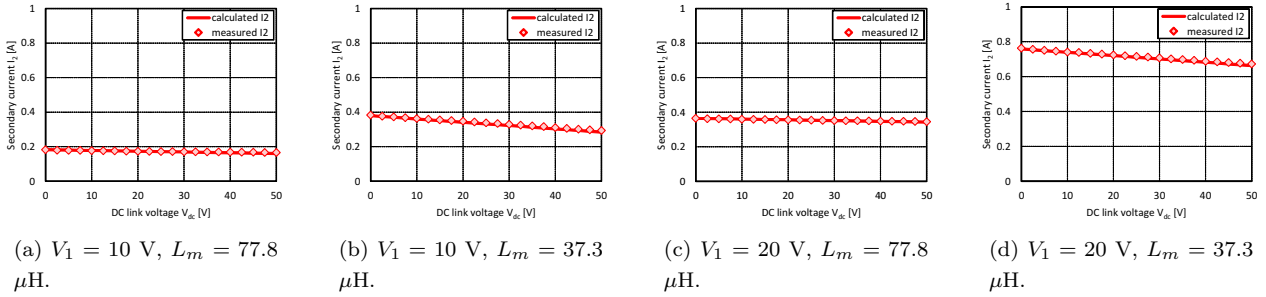 1
0.8
0.6
0.4
0.2
0
0 10 20 30 40 50
Secondary current I2 [A]
DC link voltage Vdc [V]
calculated I2
measured I2
(a) V1 = 10 V, Lm = 77.8
μH.
1
0.8
0.6
0.4
0.2
0
0 10 20 30 40 50
Secondary current I2 [A]
DC link voltage Vdc [V]
calculated I2
measured I2
(b) V1 = 10 V, Lm = 37.3
μH.
1
0.8
0.6
0.4
0.2
0
0 10 20 30 40 50
Secondary current I2 [A]
DC link voltage Vdc [V]
calculated I2
measured I2
(c) V1 = 20 V, Lm = 77.8
μH.
1
0.8
0.6
0.4
0.2
0
0 10 20 30 40 50
Secondary current I2 [A]
DC link voltage Vdc [V]
calculated I2
measured I2
(d) V1 = 20 V, Lm = 37.3
μH.